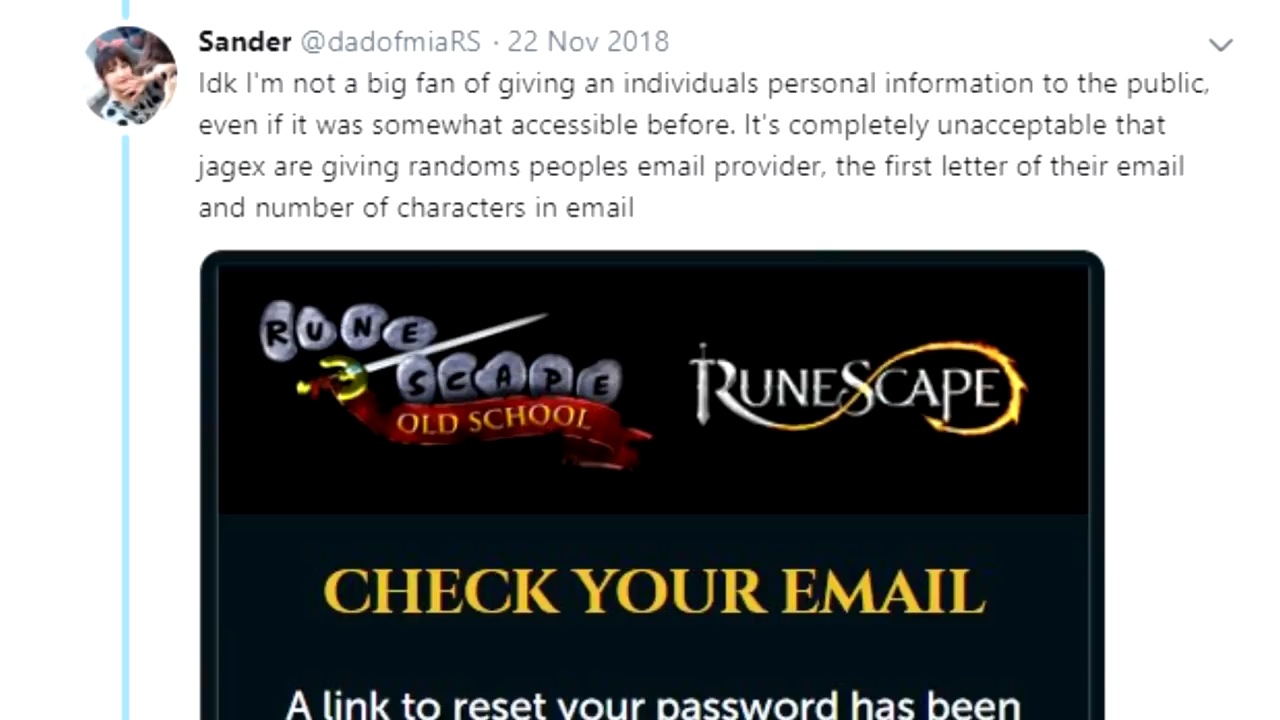 Sander @dadofmiaRS · 22 Nov 2018
Idk I'm not a big fan of giving an individuals personal information to the public,
even if it was somewhat accessible before. It's completely unacceptable that
jagex are giving randoms peoples email provider, the first letter of their email
and number of characters in email
RUNE
SCAPE
OLD SCHOOL
RUNESCAPE
CHECK YOUR EMAIL
A link to reset your password has been